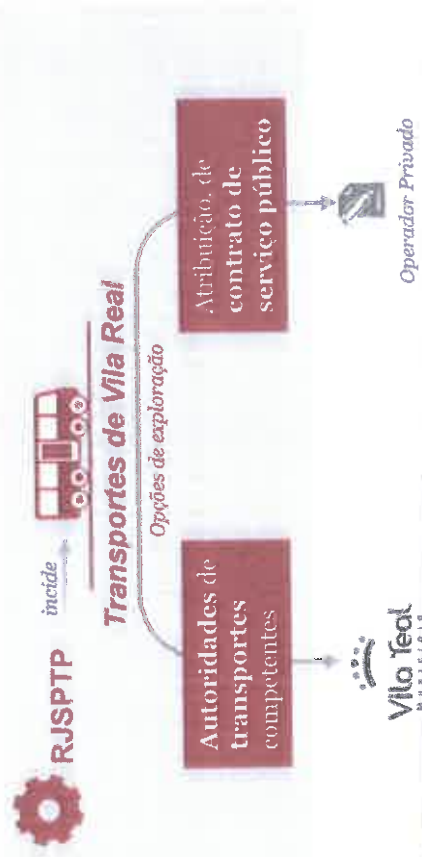 RJSPTP
incide
Transportes de Vila Real
Opções de exploração
Autoridades de
transportes
competentes
Atribuição, de
contrato de
serviço público
Vila Real
MUNICÍPIO
Operador Privado